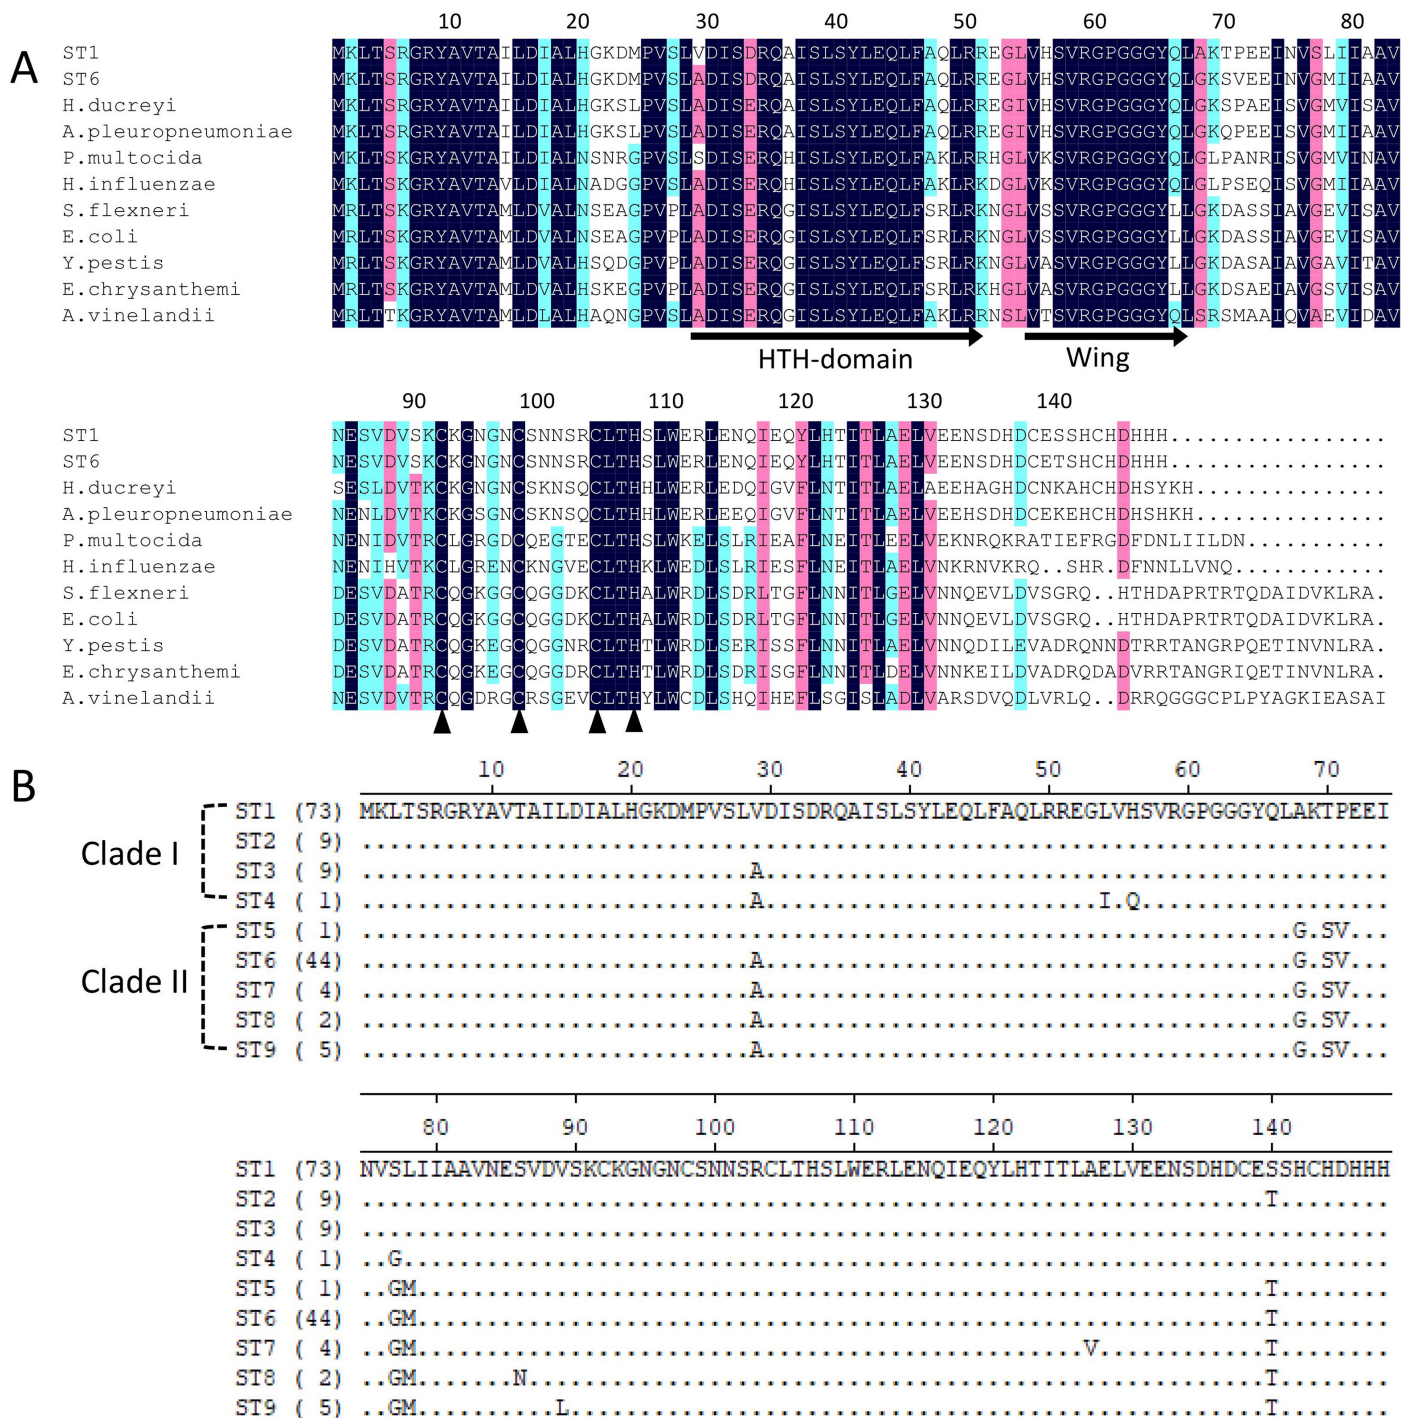 A
10 20 30 40 50 60 70 80
ST1 MKLTSRGRYAVTAILDIALHGKDMPVSLVDISDRQAISLSYLEQLFAQLRREGLVHSVRGPGGGYQLAKTPEEINVSLIIAAV
ST6 MKLTSRGRYAVTAILDIALHGKDMPVSLADISDRQAISLSYLEQLFAQLRREGLVHSVRGPGGGYQLGKSVEEINVGMIIAAV
H.ducreyi MKLTSRGRYAVTAILDIALHGKSLPVSLADISERQAISLSYLEQLFAQLRREGIVHSVRGPGGGYQLGKSPAEISVGMVISAV
A.pleuropneumoniae MKLTSRGRYAVTAILDIALHGKSLPVSLADISERQAISLSYLEQLFAQLRREGIVHSVRGPGGGYQLGKQPEEISVGMIIAAV
P.multocida MKLTSKGRYAVTAILDIALNSNRGPVSLSDISERQHISLSYLEQLFAKLRRHGLVKSVRGPGGGYQLGLPANRISVGMVINAV
H.influenzae MKLTSKGRYAVTAVLDIALNADGGPVSLADISERQHISLSYLEQLFAKLRKDGLVKSVRGPGGGYQLGLPSEQISVGMIIAAV
S.flexneri MRLTSKGRYAVTAMLDVALNSEAGPVPLADISERQGISLSYLEQLFSRLRKNGLVSSVRGPGGGYLLGKDASSIAVGEVISAV
E.coli MRLTSKGRYAVTAMLDVALNSEAGPVPLADISERQGISLSYLEQLFSRLRKNGLVSSVRGPGGGYLLGKDASSIAVGEVISAV
Y.pestis MRLTSKGRYAVTAMLDVALHSQDGPVPLADISERQGISLSYLEQLFSRLRKNGLVASVRGPGGGYLLGKDASAIAVGAVITAV
E.chrysanthemi MRLTSKGRYAVTAMLDVALHSKEGPVPLADISERQGISLSYLEQLFSRLRKHGLVASVRGPGGGYLLGKDSAEIAVGSVISAV
A.vinelandii MRLTTKGRYAVTAMLDLALHAQNGPVSLADISERQGISLSYLEQLFAKLRRNSLVTSVRGPGGGYQLSRSMAAIQVAEVIDAV
HTH-domain Wing
90 100 110 120 130 140
ST1 NESVDVSKCKGNGNCSNNSRCLTHSLWERLENQIEQYLHTITLAELVEENSDHDCESSHCHDHHH.................
ST6 NESVDVSKCKGNGNCSNNSRCLTHSLWERLENQIEQYLHTITLAELVEENSDHDCETSHCHDHHH.................
H.ducreyi SESLDVTKCKGNGNCSKNSQCLTHHLWERLEDQIGVFLNTITLAELAEEHAGHDCNKAHCHDHSYKH...............
A.pleuropneumoniae NENLDVTKCKGSGNCSKNSQCLTHHLWERLEEQIGVFLNTITLAELVEEHSDHDCEKEHCHDHSHKH...............
P.multocida NENIDVTRCLGRGDCQEGTECLTHSLWKELSLRIEAFLNEITLEELVEKNRQKRATIEFRGDFDNLIILDN...........
H.influenzae NENIHVTKCLGRENCKNGVECLTHKLWEDLSLRIESFLNEITLAELVNKRNVKRQ..SHR.DFNNLLVNQ............
S.flexneri DESVDATRCQGKGGCQGGDKCLTHALWRDLSDRLTGFLNNITLGELVNNQEVLDVSGRQ..HTHDAPRTRTQDAIDVKLRA.
E.coli DESVDATRCQGKGGCQGGDKCLTHALWRDLSDRLTGFLNNITLGELVNNQEVLDVSGRQ..HTHDAPRTRTQDAIDVKLRA.
Y.pestis DESVDATRCQGKEGCQGGNRCLTHTLWRDLSERISSFLNNITLAELVNNQDILEVADRQNNDTRRTANGRPQETINVNLRA.
E.chrysanthemi DESVDATRCQGKEGCQGGDRCLTHTLWRDLSDRISGFLNNITLDELVNNKEILDVADRQDADVRRTANGRIQETINVNLRA.
A.vinelandii NESVDVTRCQGDRGCRSGEVCLTHYLWCDLSHQIHEFLSGISLADLVARSDVQDLVRLQ..DRRQGGGCPLPYAGKIEASAI
B
10 20 30 40 50 60 70
Clade I
ST1 (73) MKLTSRGRYAVTAILDIALHGKDMPVSLVDISDRQAISLSYLEQLFAQLRREGLVHSVRGPGGGYQLAKTPEEI
ST2 ( 9) ..........................................................................
ST3 ( 9) ............................A.............................................
ST4 ( 1) ............................A........................I.Q..................
Clade II
ST5 ( 1) ...................................................................G.SV...
ST6 (44) ............................A......................................G.SV...
ST7 ( 4) ............................A......................................G.SV...
ST8 ( 2) ............................A......................................G.SV...
ST9 ( 5) ............................A......................................G.SV...
80 90 100 110 120 130 140
ST1 (73) NVSLIIAAVNESVDVSKCKGNGNCSNNSRCLTHSLWERLENQIEQYLHTITLAELVEENSDHDCESSHCHDHHH
ST2 ( 9) .................................................................T........
ST3 ( 9) ..........................................................................
ST4 ( 1) ..G.......................................................................
ST5 ( 1) ..GM.............................................................T........
ST6 (44) ..GM.............................................................T........
ST7 ( 4) ..GM................................................V............T........
ST8 ( 2) ..GM.......N.....................................................T........
ST9 ( 5) ..GM..........L..................................................T........